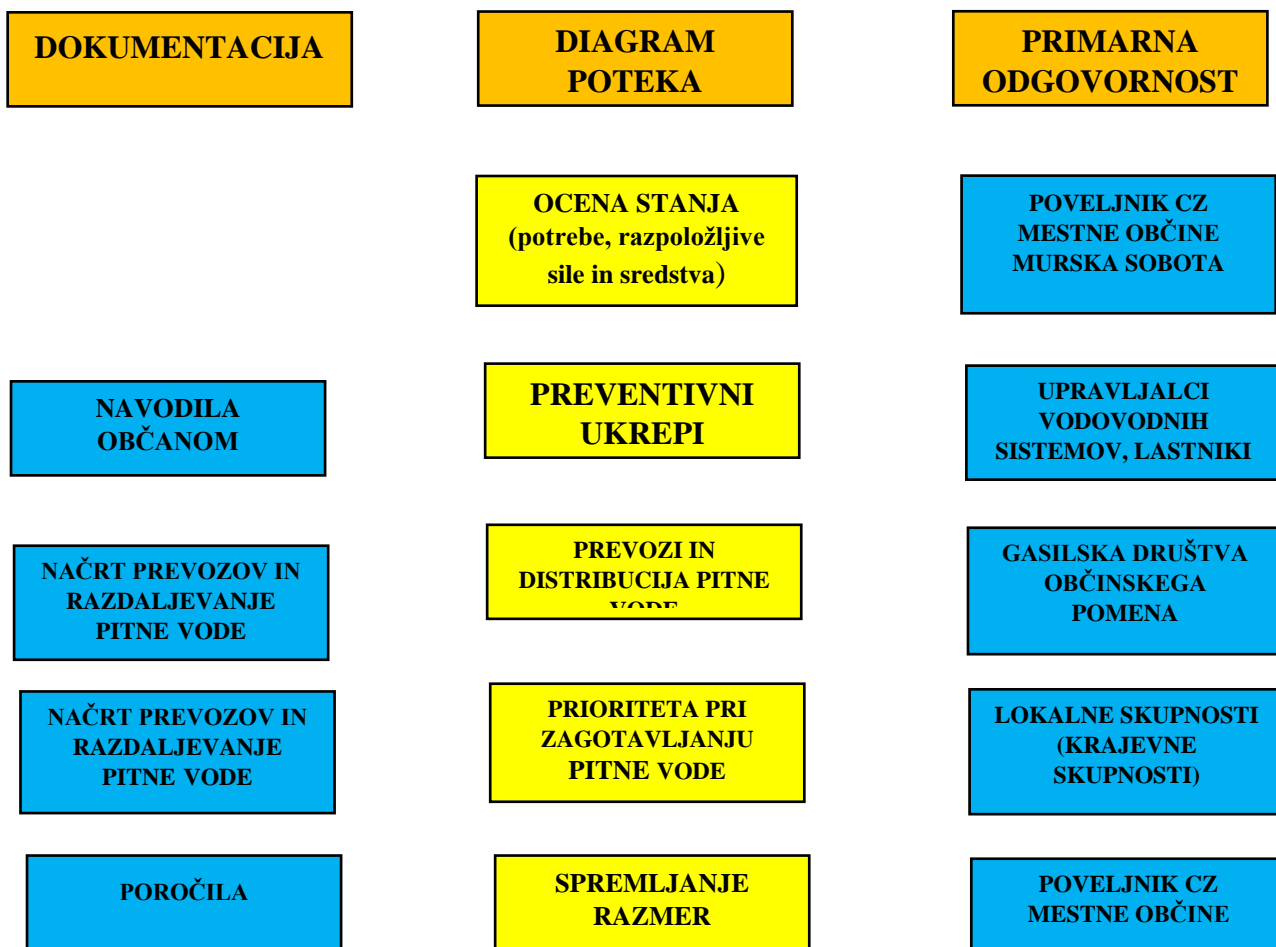 DOKUMENTACIJA
DIAGRAM
POTEKA
PRIMARNA
ODGOVORNOST
OCENA STANJA
(potrebe, razpoložljive
sile in sredstva)
POVELJNIK CZ
MESTNE OBČINE
MURSKA SOBOTA
NAVODILA
OBČANOM
PREVENTIVNI
UKREPI
UPRAVLJALCI
VODOVODNIH
SISTEMOV, LASTNIKI
NAČRT PREVOZOV IN
RAZDALJEVANJE
PITNE VODE
PREVOZI IN
DISTRIBUCIJA PITNE
VODE
GASILSKA DRUŠTVA
OBČINSKEGA
POMENA
NAČRT PREVOZOV IN
RAZDALJEVANJE
PITNE VODE
PRIORITETA PRI
ZAGOTAVLJANJU
PITNE VODE
LOKALNE SKUPNOSTI
(KRAJEVNE
SKUPNOSTI)
POROČILA
SPREMLJANJE
RAZMER
POVELJNIK CZ
MESTNE OBČINE